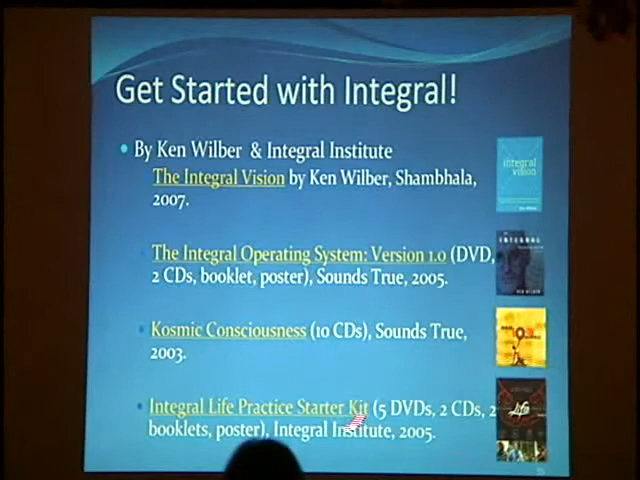 Get Started with Integral!
By Ken Wilber & Integral Institute
The Integral Vision by Ken Wilber, Shambhala,
2007.
integral
vision
The Integral Operating System: Version 1.0 (DVD,
2 CDs, booklet, poster), Sounds True, 2005.
INTEGRAL
Kosmic Consciousness (10 CDs), Sounds True,
2003.
Integral Life Practice Starter Kit (5 DVDs, 2 CDs, 2
booklets, poster), Integral Institute, 2005.
Life